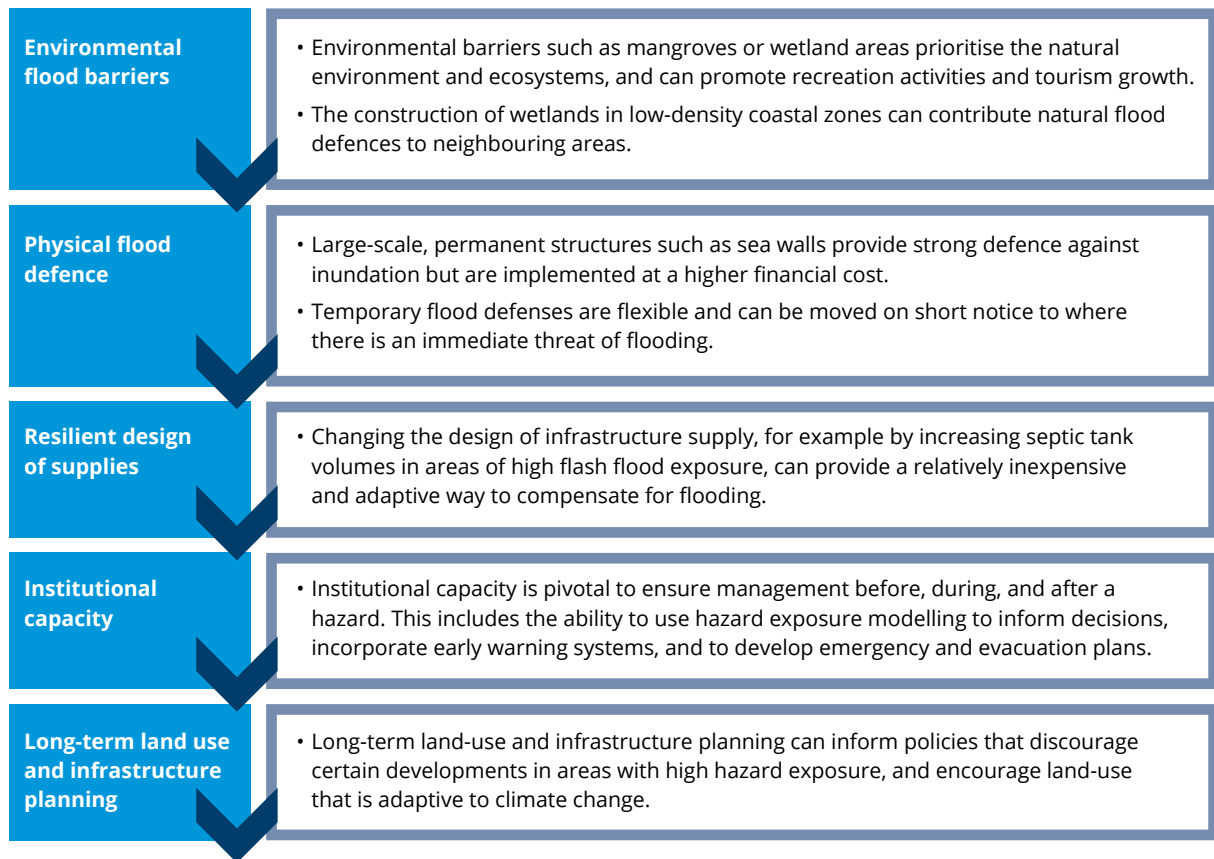 Environmental
flood barriers
• Environmental barriers such as mangroves or wetland areas prioritise the natural
environment and ecosystems, and can promote recreation activities and tourism growth.
• The construction of wetlands in low-density coastal zones can contribute natural flood
defences to neighbouring areas.
Physical flood
defence
• Large-scale, permanent structures such as sea walls provide strong defence against
inundation but are implemented at a higher financial cost.
• Temporary flood defenses are flexible and can be moved on short notice to where
there is an immediate threat of flooding.
Resilient design
of supplies
• Changing the design of infrastructure supply, for example by increasing septic tank
volumes in areas of high flash flood exposure, can provide a relatively inexpensive
and adaptive way to compensate for flooding.
Institutional
capacity
• Institutional capacity is pivotal to ensure management before, during, and after a
hazard. This includes the ability to use hazard exposure modelling to inform decisions,
incorporate early warning systems, and to develop emergency and evacuation plans.
Long-term land use
and infrastructure
planning
• Long-term land-use and infrastructure planning can inform policies that discourage
certain developments in areas with high hazard exposure, and encourage land-use
that is adaptive to climate change.